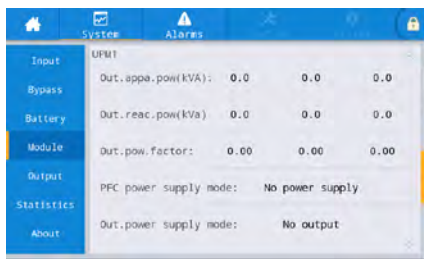 System
Alarms
Input
Bypass
Battery
Module
Output
Statistics
About
UPM1
Out.appa.pow(kVA): 0.0 0.0 0.0
Out.reac.pow(kVa) 0.0 0.0 0.0
Out.pow.factor: 0.00 0.00 0.00
PFC power supply mode: No power supply
Out.power supply mode: No output